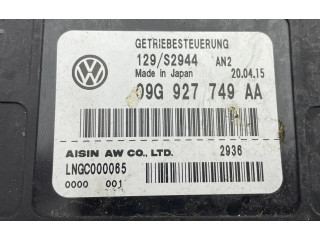 GETRIEBESTEUERUNG
129/S2944 AN2
Made in Japan 20.04.15
09G 927 749 AA
AISIN AW CO., LTD. 2936
LNGC000065
0000 001